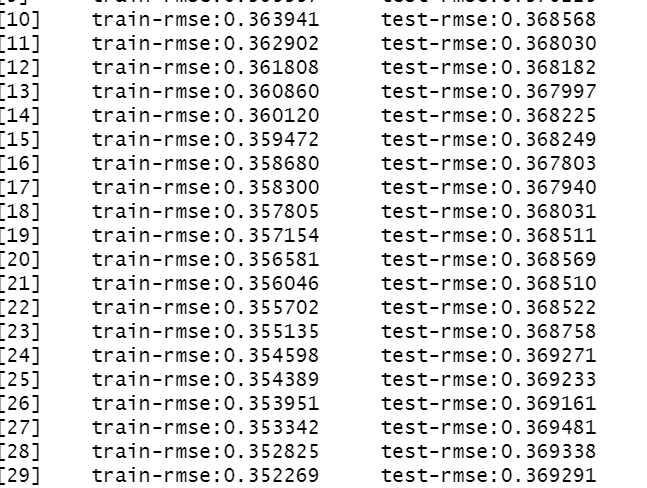 [10] train-rmse:0.363941 test-rmse:0.368568
[11] train-rmse:0.362902 test-rmse:0.368030
[12] train-rmse:0.361808 test-rmse:0.368182
[13] train-rmse:0.360860 test-rmse:0.367997
[14] train-rmse:0.360120 test-rmse:0.368225
[15] train-rmse:0.359472 test-rmse:0.368249
[16] train-rmse:0.358680 test-rmse:0.367803
[17] train-rmse:0.358300 test-rmse:0.367940
[18] train-rmse:0.357805 test-rmse:0.368031
[19] train-rmse:0.357154 test-rmse:0.368511
[20] train-rmse:0.356581 test-rmse:0.368569
[21] train-rmse:0.356046 test-rmse:0.368510
[22] train-rmse:0.355702 test-rmse:0.368522
[23] train-rmse:0.355135 test-rmse:0.368758
[24] train-rmse:0.354598 test-rmse:0.369271
[25] train-rmse:0.354389 test-rmse:0.369233
[26] train-rmse:0.353951 test-rmse:0.369161
[27] train-rmse:0.353342 test-rmse:0.369481
[28] train-rmse:0.352825 test-rmse:0.369338
[29] train-rmse:0.352269 test-rmse:0.369291